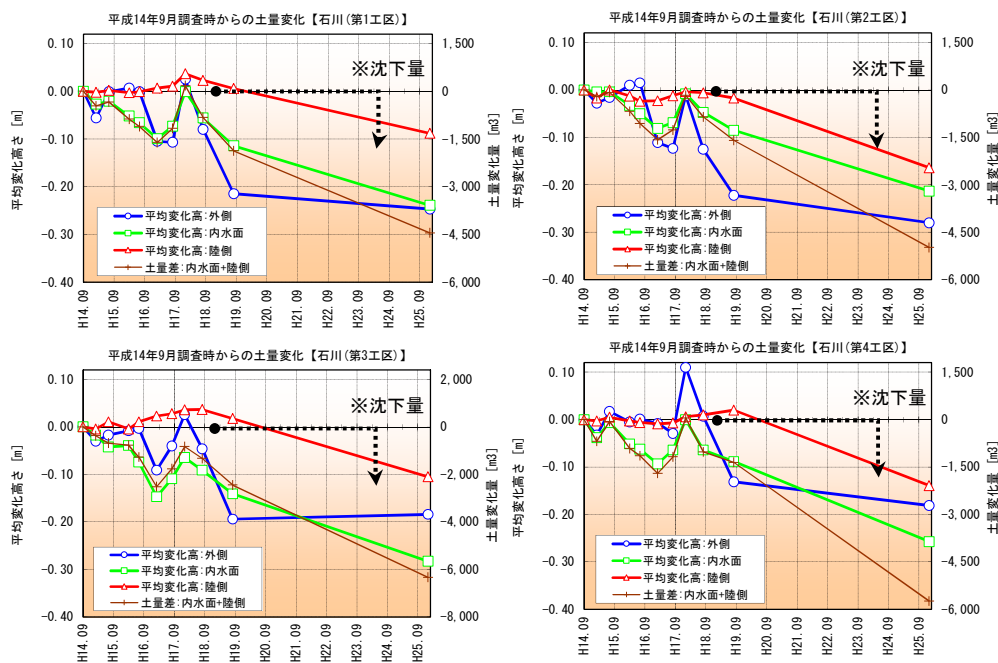 平成14年9月調査時からの土量変化【石川(第1工区)】
※沈下量
平均変化高さ [m]
土量変化量 [m3]
0.10
0.00
-0.10
-0.20
-0.30
-0.40
1,500
0
-1,500
-3,000
-4,500
-6,000
平均変化高:外側
平均変化高:内水面
平均変化高:陸側
土量差:内水面+陸側
H14.09
H15.09
H16.09
H17.09
H18.09
H19.09
H20.09
H21.09
H22.09
H23.09
H24.09
H25.09
平成14年9月調査時からの土量変化【石川(第2工区)】
※沈下量
平均変化高さ [m]
土量変化量 [m3]
0.10
0.00
-0.10
-0.20
-0.30
-0.40
1,500
0
-1,500
-3,000
-4,500
-6,000
平均変化高:外側
平均変化高:内水面
平均変化高:陸側
土量差:内水面+陸側
H14.09
H15.09
H16.09
H17.09
H18.09
H19.09
H20.09
H21.09
H22.09
H23.09
H24.09
H25.09
平成14年9月調査時からの土量変化【石川(第3工区)】
※沈下量
平均変化高さ [m]
土量変化量 [m3]
0.10
0.00
-0.10
-0.20
-0.30
-0.40
2,000
0
-2,000
-4,000
-6,000
-8,000
平均変化高:外側
平均変化高:内水面
平均変化高:陸側
土量差:内水面+陸側
H14.09
H15.09
H16.09
H17.09
H18.09
H19.09
H20.09
H21.09
H22.09
H23.09
H24.09
H25.09
平成14年9月調査時からの土量変化【石川(第4工区)】
※沈下量
平均変化高さ [m]
土量変化量 [m3]
0.10
0.00
-0.10
-0.20
-0.30
-0.40
1,500
0
-1,500
-3,000
-4,500
-6,000
平均変化高:外側
平均変化高:内水面
平均変化高:陸側
土量差:内水面+陸側
H14.09
H15.09
H16.09
H17.09
H18.09
H19.09
H20.09
H21.09
H22.09
H23.09
H24.09
H25.09